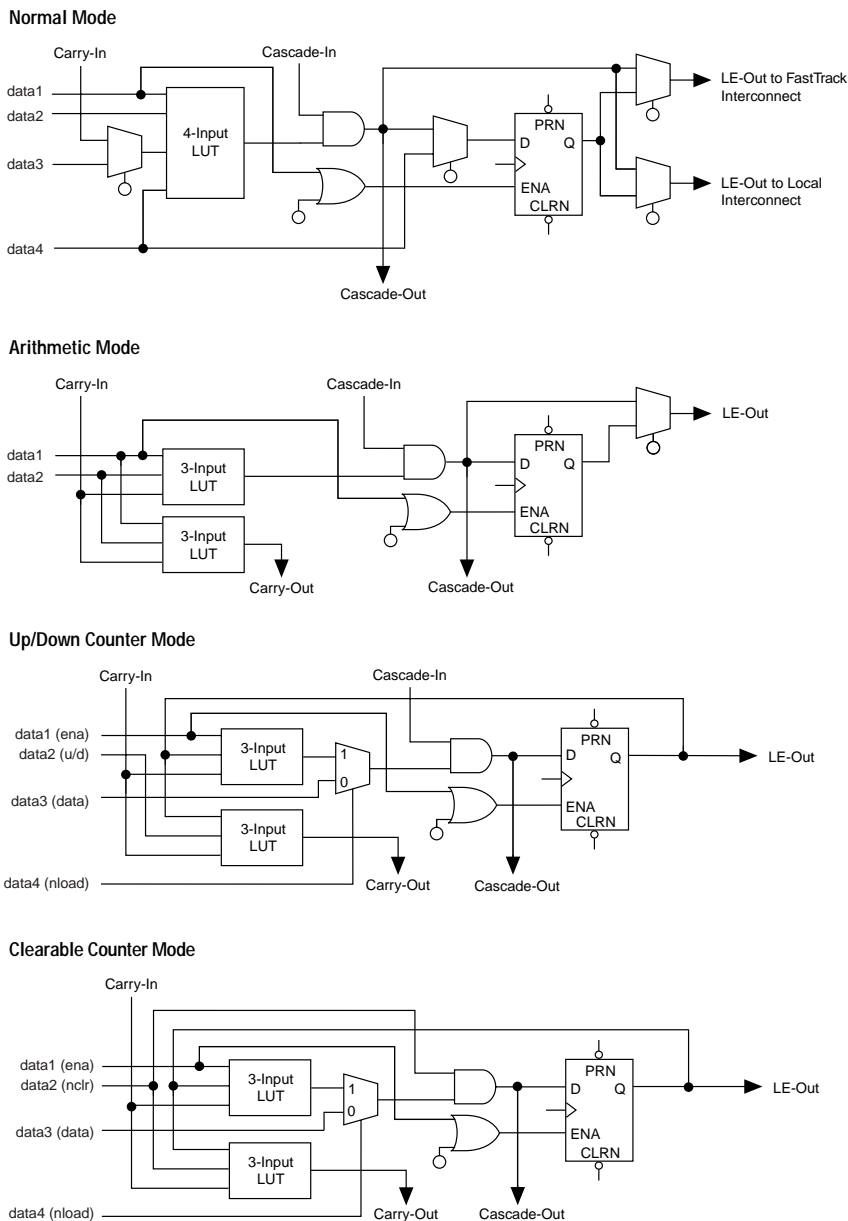 Normal Mode
Carry-In
Cascade-In
data1
data2
data3
data4
4-Input
LUT
PRN
D
Q
ENA
CLRN
LE-Out to FastTrack
Interconnect
LE-Out to Local
Interconnect
Cascade-Out
Arithmetic Mode
Carry-In
Cascade-In
data1
data2
3-Input
LUT
3-Input
LUT
PRN
D
Q
ENA
CLRN
LE-Out
Carry-Out
Cascade-Out
Up/Down Counter Mode
Carry-In
Cascade-In
data1 (ena)
data2 (u/d)
data3 (data)
data4 (nload)
3-Input
LUT
1
0
3-Input
LUT
PRN
D
Q
ENA
CLRN
LE-Out
Carry-Out
Cascade-Out
Clearable Counter Mode
Carry-In
data1 (ena)
data2 (nclr)
data3 (data)
data4 (nload)
3-Input
LUT
1
0
3-Input
LUT
PRN
D
Q
ENA
CLRN
LE-Out
Carry-Out
Cascade-Out